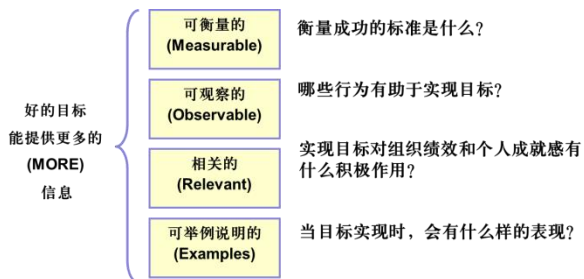 好的目标
能提供更多的
(MORE)
信息
可衡量的
(Measurable)
衡量成功的标准是什么？
可观察的
(Observable)
哪些行为有助于实现目标？
相关的
(Relevant)
实现目标对组织绩效和个人成就感有
什么积极作用？
可举例说明的
(Examples)
当目标实现时，会有什么样的表现？